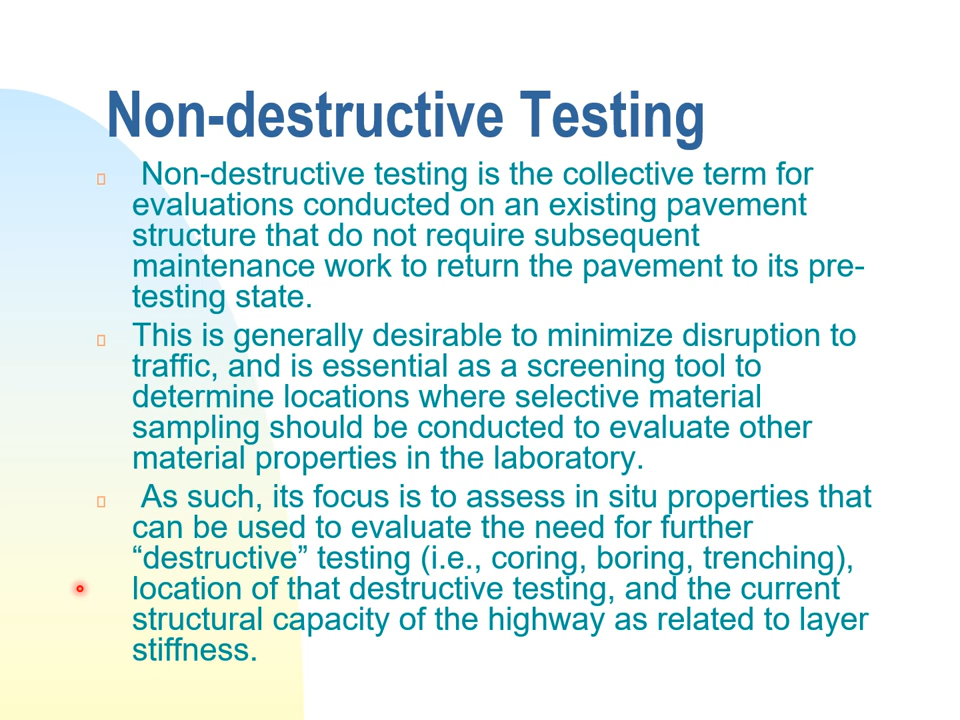 Non-destructive Testing
Non-destructive testing is the collective term for
evaluations conducted on an existing pavement
structure that do not require subsequent
maintenance work to return the pavement to its pre-
testing state.
This is generally desirable to minimize disruption to
traffic, and is essential as a screening tool to
determine locations where selective material
sampling should be conducted to evaluate other
material properties in the laboratory.
As such, its focus is to assess in situ properties that
can be used to evaluate the need for further
“destructive” testing (i.e., coring, boring, trenching),
location of that destructive testing, and the current
structural capacity of the highway as related to layer
stiffness.